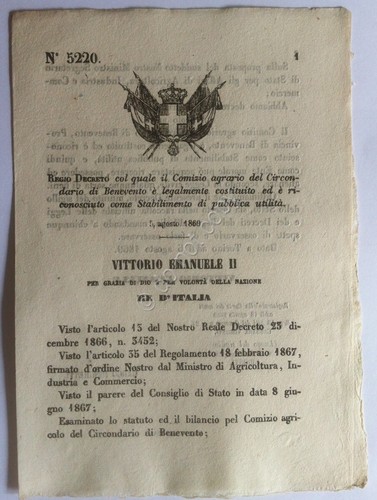 N° 5220.
1
REGIO DECRETO col quale il Comizio agrario del Circon-
dario di Benevento è legalmente costituito ed è ri-
conosciuto come Stabilimento di pubblica utilità.
5 agosto 1869
VITTORIO EMANUELE II
PER GRAZIA DI DIO E PER VOLONTÀ DELLA NAZIONE
RE D'ITALIA
Visto l'articolo 15 del Nostro Reale Decreto 23 di-
cembre 1866, n. 3452;
Visto l'articolo 35 del Regolamento 18 febbraio 1867,
firmato d'ordine Nostro dal Ministro di Agricoltura, In-
dustria e Commercio;
Visto il parere del Consiglio di Stato in data 8 giu-
gno 1867;
Esaminato lo statuto ed il bilancio pel Comizio agri-
colo del Circondario di Benevento;